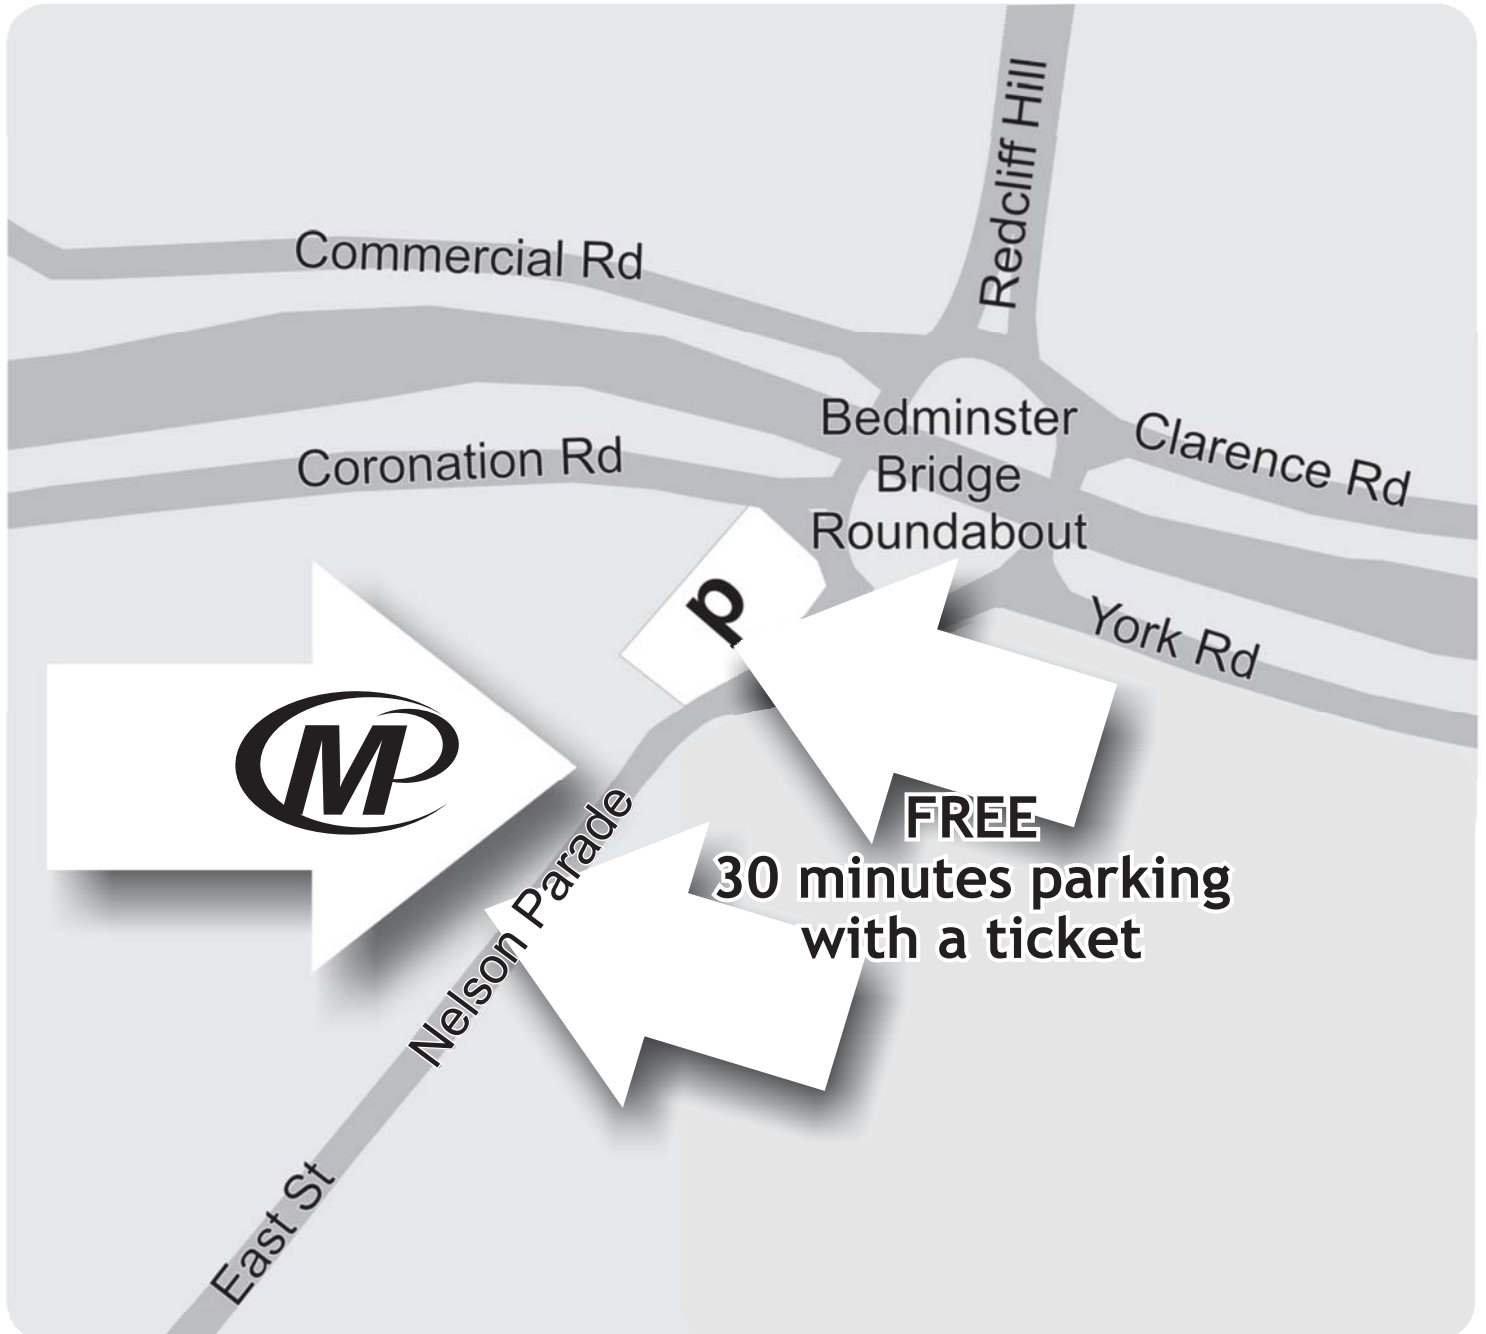 Redcliff Hill
Commercial Rd
Bedminster
Bridge
Roundabout
Clarence Rd
Coronation Rd
p
York Rd
MP
FREE
30 minutes parking
with a ticket
Nelson Parade
East St